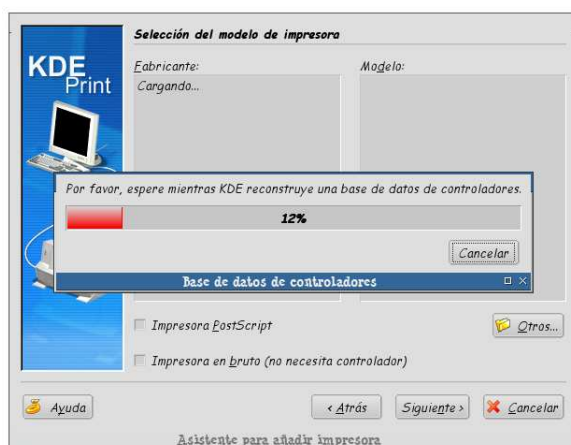 Selección del modelo de impresora
KDE
Print
Fabricante:
Modelo:
Cargando...
Por favor, espere mientras KDE reconstruye una base de datos de controladores.
12%
Cancelar
Base de datos de controladores
Impresora PostScript
Otros...
Impresora en bruto (no necesita controlador)
Ayuda
< Atrás
Siguiente >
Cancelar
Asistente para añadir impresora